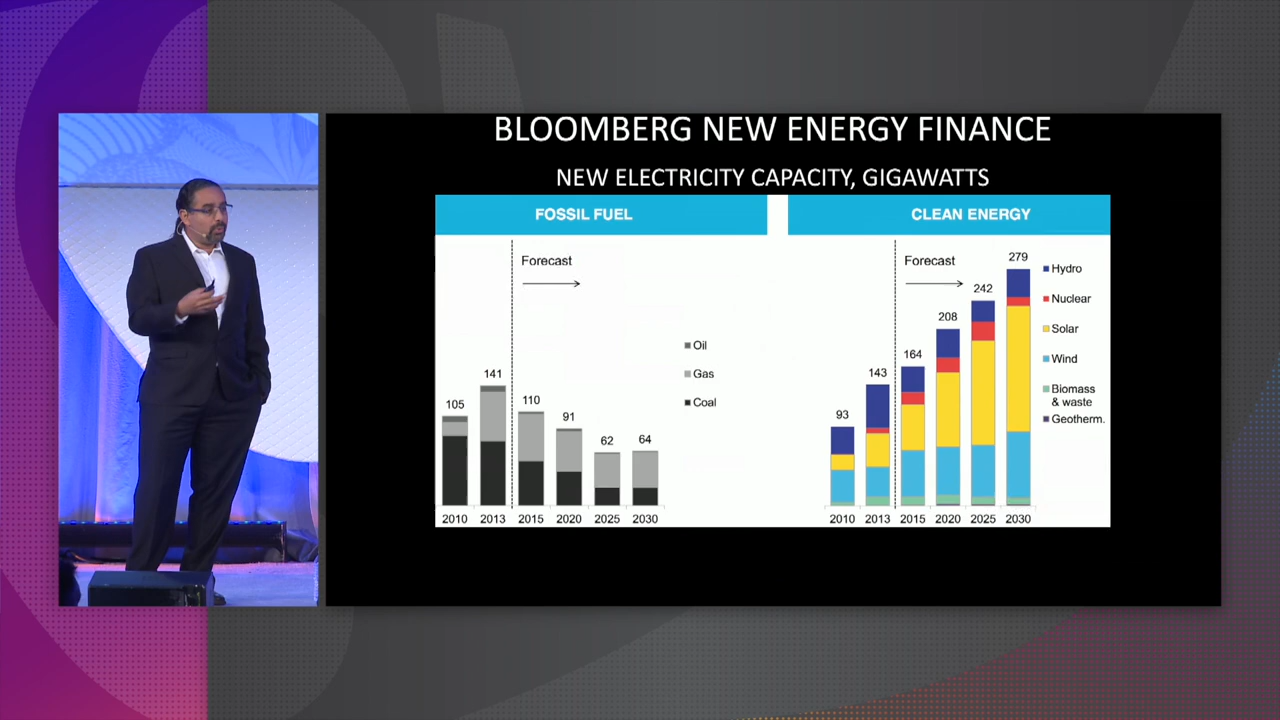 BLOOMBERG NEW ENERGY FINANCE
NEW ELECTRICITY CAPACITY, GIGAWATTS
FOSSIL FUEL
Forecast
105
141
110
91
62
64
Oil
Gas
Coal
2010 2013 2015 2020 2025 2030
CLEAN ENERGY
Forecast
93
143
164
208
242
279
Hydro
Nuclear
Solar
Wind
Biomass
& waste
Geotherm.
2010 2013 2015 2020 2025 2030